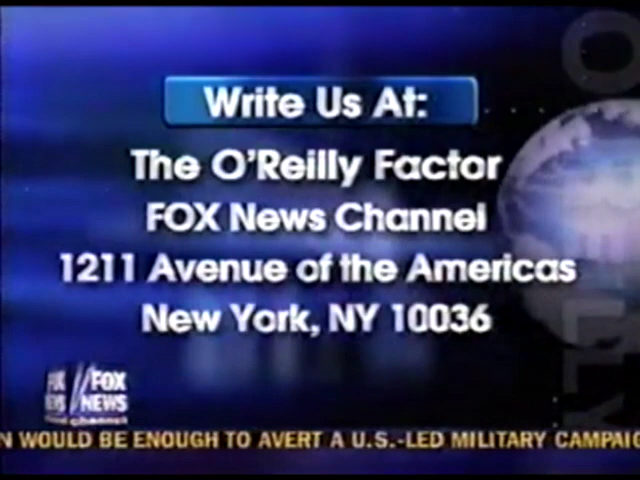 Write Us At:
The O'Reilly Factor
FOX News Channel
1211 Avenue of the Americas
New York, NY 10036
FOX
NEWS
channel
N WOULD BE ENOUGH TO AVERT A U.S.-LED MILITARY CAMPAIG